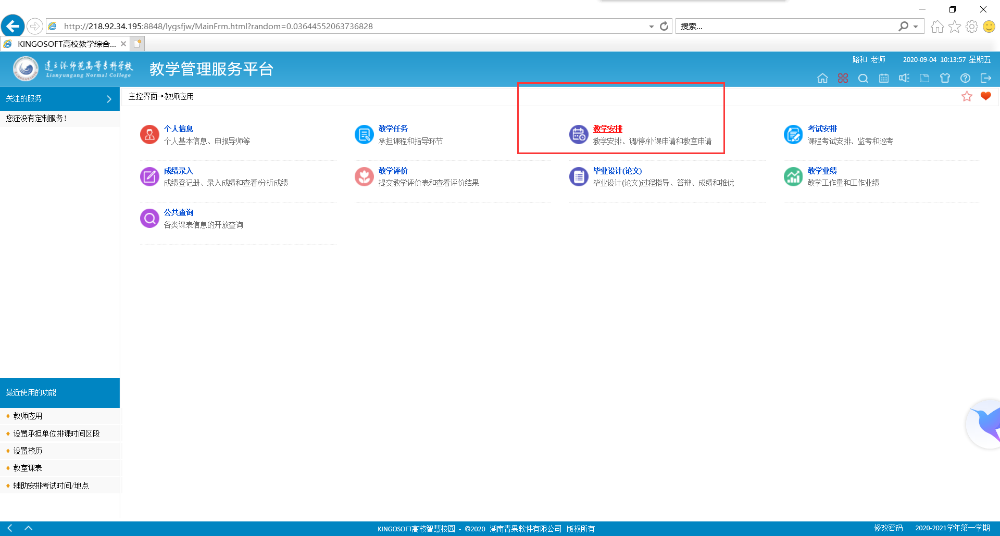 http://218.92.34.195:8848/lygsfjw/MainFrm.html?random=0.03644552063736828
搜索...
KINGOSOFT高校教学综合...
连云港师范高等专科学校
Lianyungang Normal College
教学管理服务平台
路和 老师 2020-09-04 10:13:57 星期五
关注的服务
您还没有定制服务!
主控界面→教师应用
个人信息
个人基本信息、申报导师等
教学任务
承担课程和指导环节
教学安排
教学安排、调/停/补课申请和教室申请
考试安排
课程考试安排、监考和巡考
成绩录入
成绩登记册、录入成绩和查看/分析成绩
教学评价
提交教学评价表和查看评价结果
毕业设计(论文)
毕业设计(论文)过程指导、答辩、成绩和推优
教学业绩
教学工作量和工作业绩
公共查询
各类课表信息的开放查询
最近使用的功能
教师应用
设置承担单位排课时间区段
设置校历
教室课表
辅助安排考试时间/地点
KINGOSOFT高校智慧校园 - ©2020 湖南青果软件有限公司 版权所有
修改密码 2020-2021学年第一学期